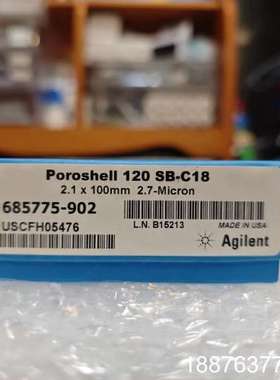 Poroshell 120 SB-C18
2.1 x 100mm 2.7-Micron
685775-902
USCFH05476
L.N. B15213
MADE IN USA
Agilent
18876377